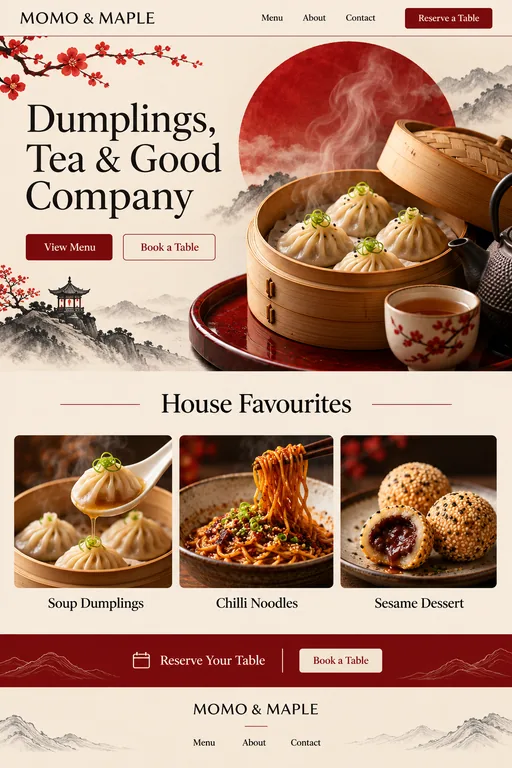 MOMO & MAPLE
Menu
About
Contact
Reserve a Table
Dumplings,
Tea & Good
Company
View Menu
Book a Table
House Favourites
Soup Dumplings
Chilli Noodles
Sesame Dessert
Reserve Your Table
Book a Table
MOMO & MAPLE
Menu
About
Contact